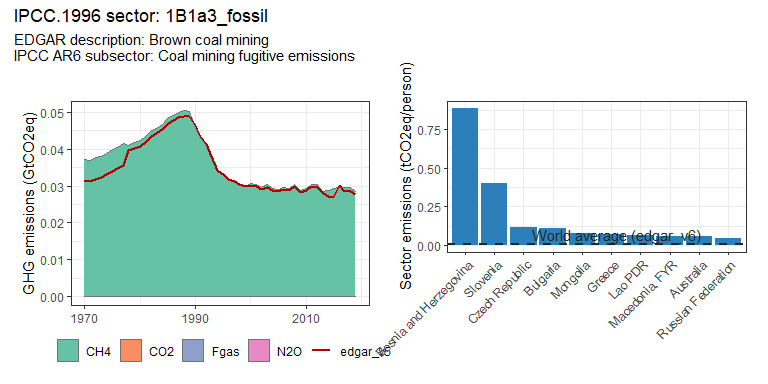 IPCC.1996 sector: 1B1a3_fossil
EDGAR description: Brown coal mining
IPCC AR6 subsector: Coal mining fugitive emissions
GHG emissions (GtCO2eq)
0.05
0.04
0.03
0.02
0.01
0.00
1970
1990
2010
CH4
CO2
Fgas
N2O
Sector emissions (tCO2eq/person)
0.75
0.50
0.25
0.00
World average (edgar_v6)
Bosnia and Herzegovina
Slovenia
Czech Republic
Bulgaria
Mongolia
Greece
Lao PDR
Macedonia, FYR
Australia
Russian Federation